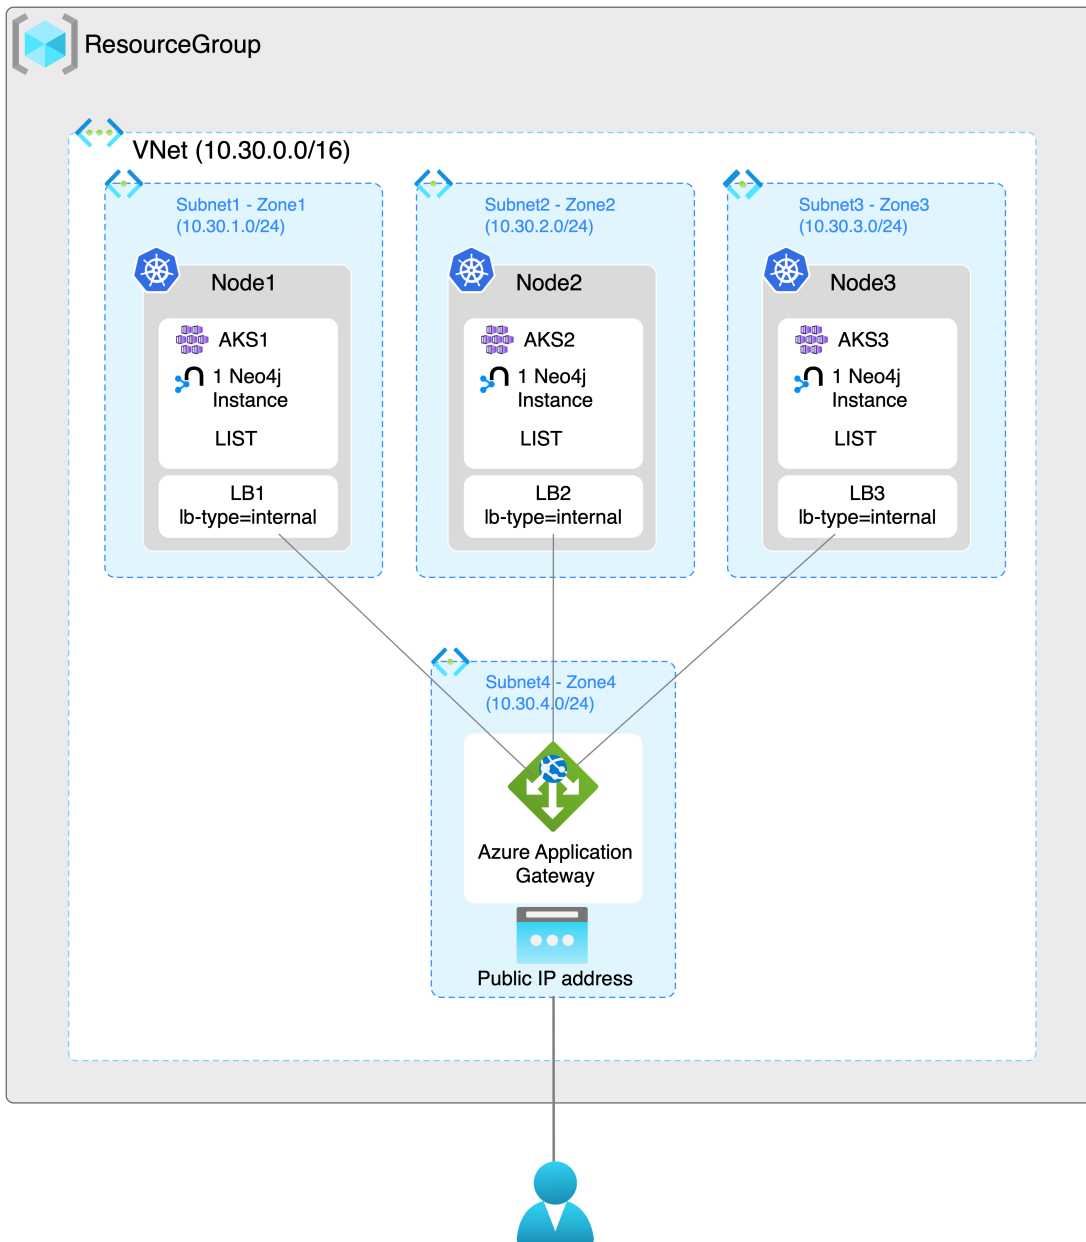 ResourceGroup
VNet (10.30.0.0/16)
Subnet1 - Zone1
(10.30.1.0/24)
Node1
AKS1
1 Neo4j
Instance
LIST
LB1
lb-type=internal
Subnet2 - Zone2
(10.30.2.0/24)
Node2
AKS2
1 Neo4j
Instance
LIST
LB2
lb-type=internal
Subnet3 - Zone3
(10.30.3.0/24)
Node3
AKS3
1 Neo4j
Instance
LIST
LB3
lb-type=internal
Subnet4 - Zone4
(10.30.4.0/24)
Azure Application
Gateway
Public IP address